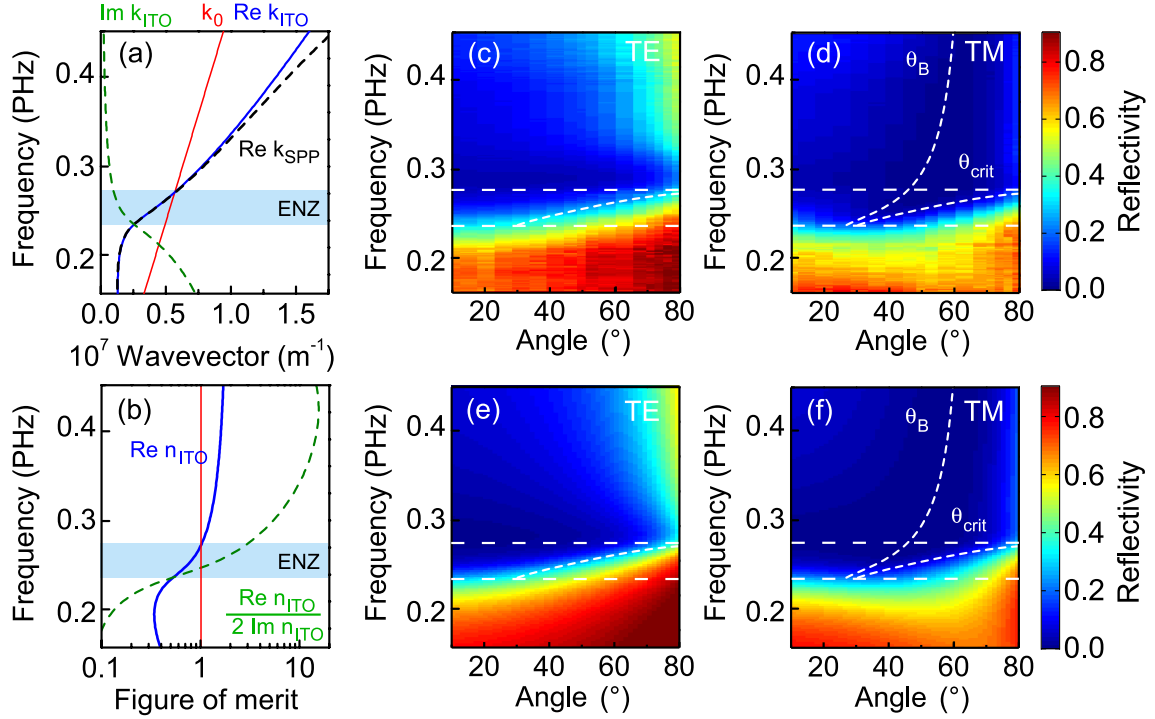 Im k_ITO k_0 Re k_ITO
(a)
Frequency (PHz)
0.4
0.3
0.2
Re k_SPP
ENZ
0.0 0.5 1.0 1.5
10^7 Wavevector (m^-1)
(c) TE
Frequency (PHz)
0.4
0.3
0.2
20 40 60 80
Angle (°)
(d) θ_B TM
θ_crit
Frequency (PHz)
0.4
0.3
0.2
20 40 60 80
Angle (°)
0.8
0.6
0.4
0.2
0.0
Reflectivity
(b)
Re n_ITO
Frequency (PHz)
0.4
0.3
0.2
ENZ
Re n_ITO
2 Im n_ITO
0.1 1 10
Figure of merit
(e) TE
Frequency (PHz)
0.4
0.3
0.2
20 40 60 80
Angle (°)
(f) θ_B TM
θ_crit
Frequency (PHz)
0.4
0.3
0.2
20 40 60 80
Angle (°)
0.8
0.6
0.4
0.2
0.0
Reflectivity